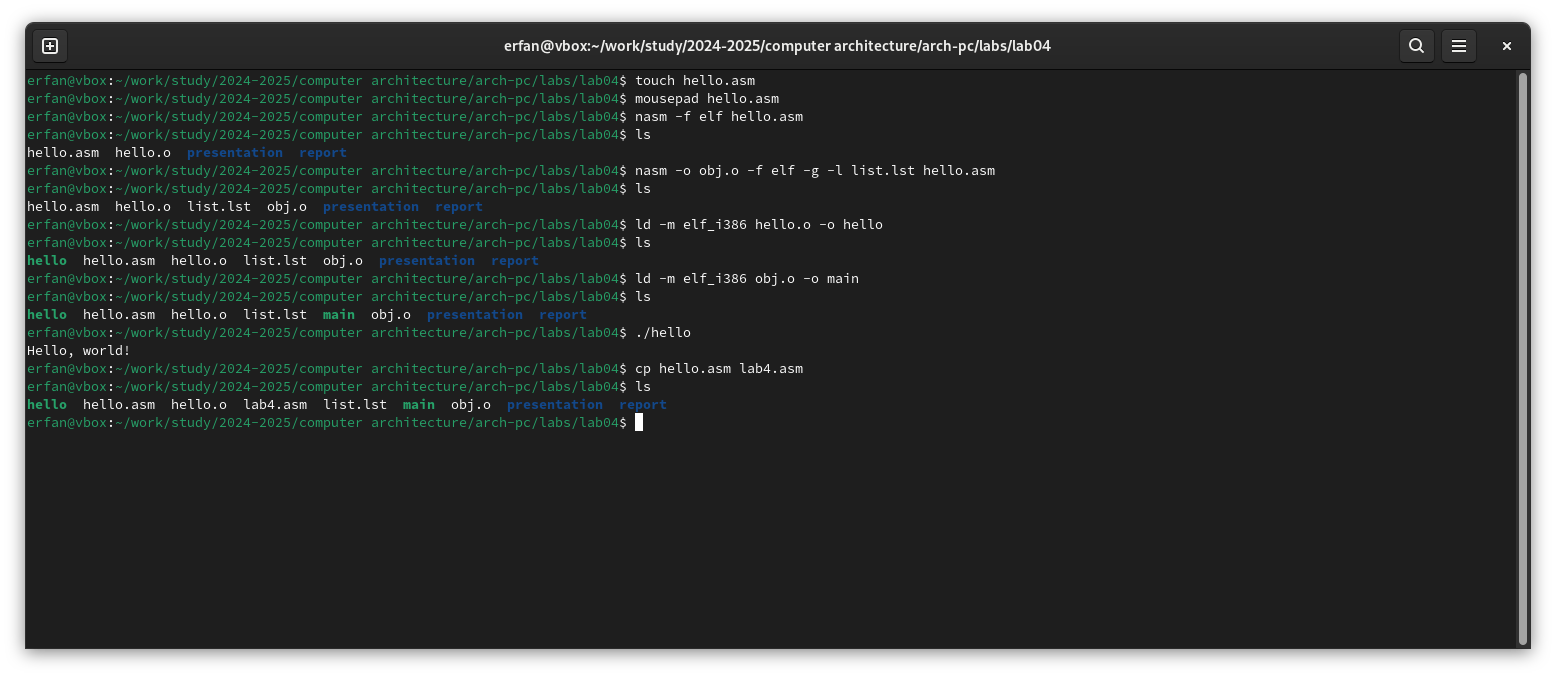 erfan@vbox:~/work/study/2024-2025/computer architecture/arch-pc/labs/lab04
erfan@vbox:~/work/study/2024-2025/computer architecture/arch-pc/labs/lab04$ touch hello.asm
erfan@vbox:~/work/study/2024-2025/computer architecture/arch-pc/labs/lab04$ mousepad hello.asm
erfan@vbox:~/work/study/2024-2025/computer architecture/arch-pc/labs/lab04$ nasm -f elf hello.asm
erfan@vbox:~/work/study/2024-2025/computer architecture/arch-pc/labs/lab04$ ls
hello.asm  hello.o  presentation  report
erfan@vbox:~/work/study/2024-2025/computer architecture/arch-pc/labs/lab04$ nasm -o obj.o -f elf -g -l list.lst hello.asm
erfan@vbox:~/work/study/2024-2025/computer architecture/arch-pc/labs/lab04$ ls
hello.asm  hello.o  list.lst  obj.o  presentation  report
erfan@vbox:~/work/study/2024-2025/computer architecture/arch-pc/labs/lab04$ ld -m elf_i386 hello.o -o hello
erfan@vbox:~/work/study/2024-2025/computer architecture/arch-pc/labs/lab04$ ls
hello  hello.asm  hello.o  list.lst  obj.o  presentation  report
erfan@vbox:~/work/study/2024-2025/computer architecture/arch-pc/labs/lab04$ ld -m elf_i386 obj.o -o main
erfan@vbox:~/work/study/2024-2025/computer architecture/arch-pc/labs/lab04$ ls
hello  hello.asm  hello.o  list.lst  main  obj.o  presentation  report
erfan@vbox:~/work/study/2024-2025/computer architecture/arch-pc/labs/lab04$ ./hello
Hello, world!
erfan@vbox:~/work/study/2024-2025/computer architecture/arch-pc/labs/lab04$ cp hello.asm lab4.asm
erfan@vbox:~/work/study/2024-2025/computer architecture/arch-pc/labs/lab04$ ls
hello  hello.asm  hello.o  lab4.asm  list.lst  main  obj.o  presentation  report
erfan@vbox:~/work/study/2024-2025/computer architecture/arch-pc/labs/lab04$